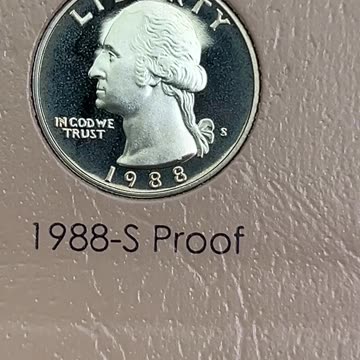 LIBERTY
IN GOD WE
TRUST
S
1988
1988-S Proof